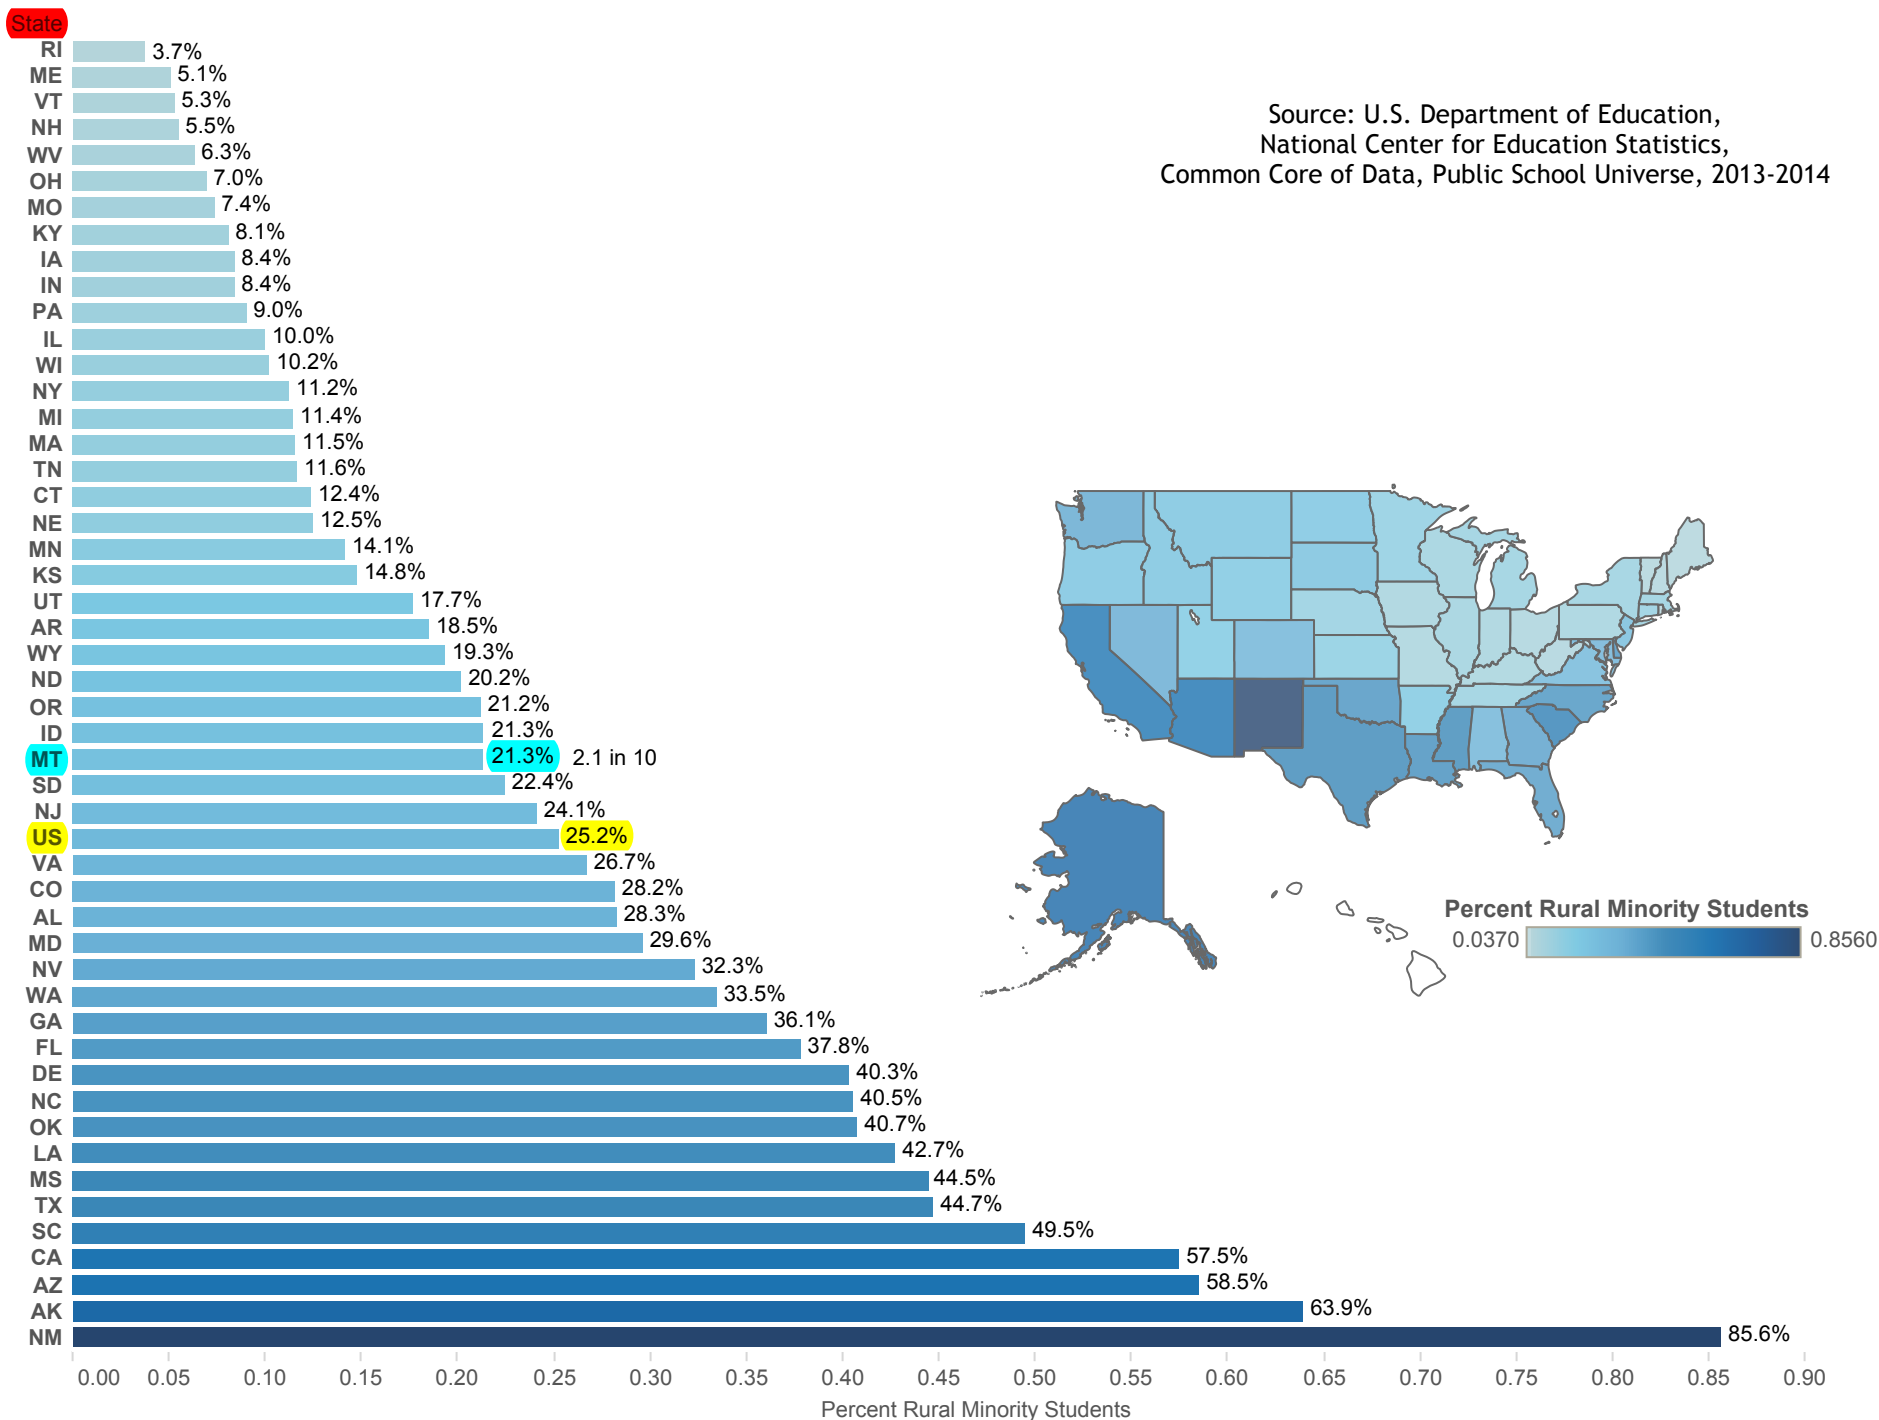 State
RI 3.7%
ME 5.1%
VT 5.3%
NH 5.5%
WV 6.3%
OH 7.0%
MO 7.4%
KY 8.1%
IA 8.4%
IN 8.4%
PA 9.0%
IL 10.0%
WI 10.2%
NY 11.2%
MI 11.4%
MA 11.5%
TN 11.6%
CT 12.4%
NE 12.5%
MN 14.1%
KS 14.8%
UT 17.7%
AR 18.5%
WY 19.3%
ND 20.2%
OR 21.2%
ID 21.3%
MT 21.3% 2.1 in 10
SD 22.4%
NJ 24.1%
US 25.2%
VA 26.7%
CO 28.2%
AL 28.3%
MD 29.6%
NV 32.3%
WA 33.5%
GA 36.1%
FL 37.8%
DE 40.3%
NC 40.5%
OK 40.7%
LA 42.7%
MS 44.5%
TX 44.7%
SC 49.5%
CA 57.5%
AZ 58.5%
AK 63.9%
NM 85.6%
0.00 0.05 0.10 0.15 0.20 0.25 0.30 0.35 0.40 0.45 0.50 0.55 0.60 0.65 0.70 0.75 0.80 0.85 0.90
Percent Rural Minority Students
Source: U.S. Department of Education,
National Center for Education Statistics,
Common Core of Data, Public School Universe, 2013-2014
Percent Rural Minority Students
0.0370 0.8560